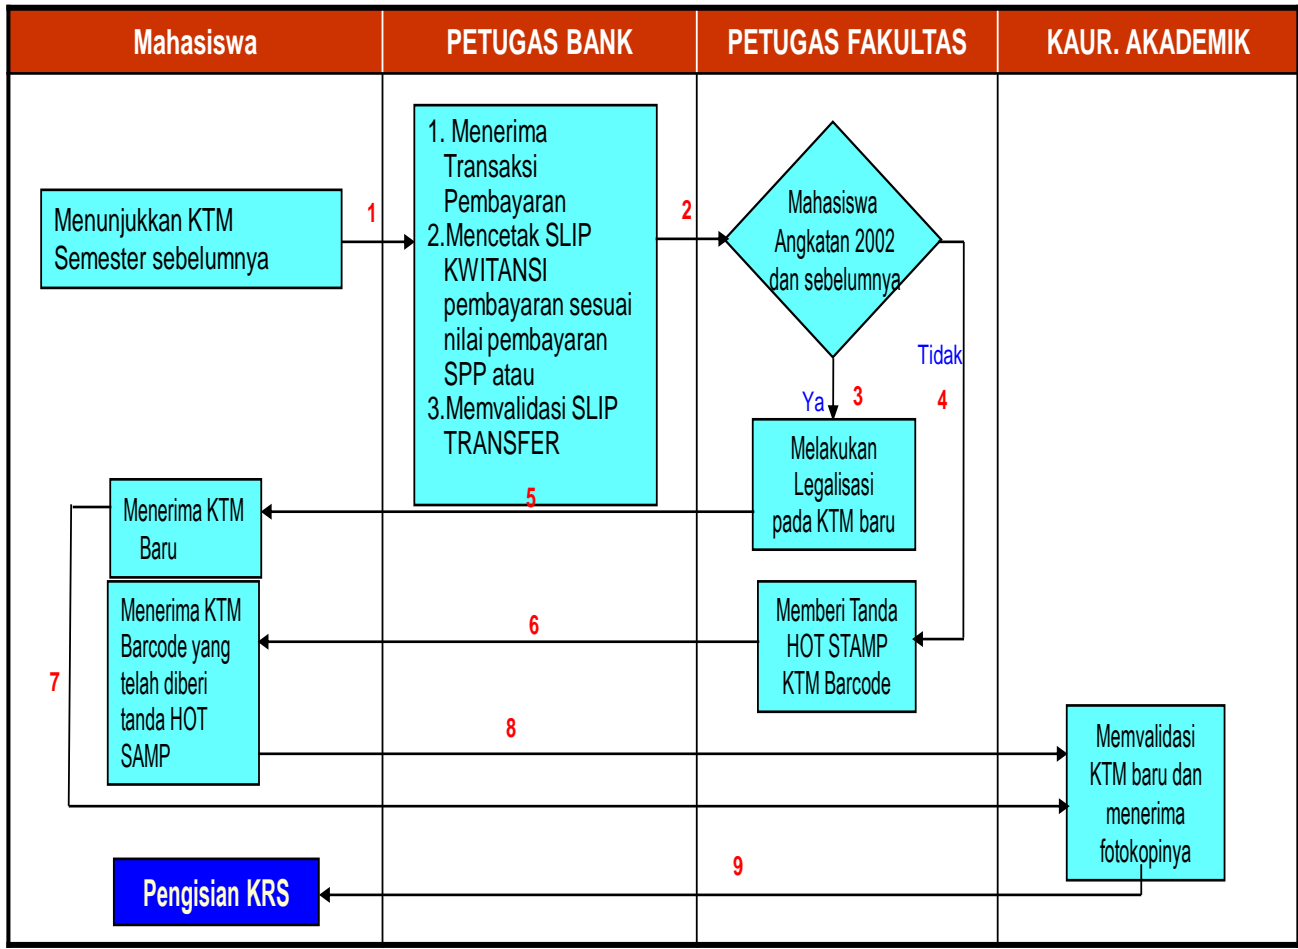 Mahasiswa
PETUGAS BANK
PETUGAS FAKULTAS
KAUR. AKADEMIK
Menunjukkan KTM
Semester sebelumnya
1
1. Menerima
Transaksi
Pembayaran
2.Mencetak SLIP
KWITANSI
pembayaran sesuai
nilai pembayaran
SPP atau
3.Memvalidasi SLIP
TRANSFER
2
Mahasiswa
Angkatan 2002
dan sebelumnya
Tidak
4
Ya
3
Melakukan
Legalisasi
pada KTM baru
5
Menerima KTM
Baru
Memberi Tanda
HOT STAMP
KTM Barcode
6
Menerima KTM
Barcode yang
telah diberi
tanda HOT
SAMP
7
8
Memvalidasi
KTM baru dan
menerima
fotokopinya
9
Pengisian KRS